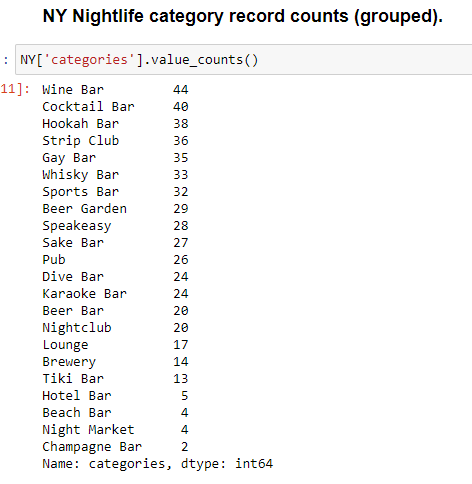 NY Nightlife category record counts (grouped).
: NY['categories'].value_counts()
11]: Wine Bar 44
Cocktail Bar 40
Hookah Bar 38
Strip Club 36
Gay Bar 35
Whisky Bar 33
Sports Bar 32
Beer Garden 29
Speakeasy 28
Sake Bar 27
Pub 26
Dive Bar 24
Karaoke Bar 24
Beer Bar 20
Nightclub 20
Lounge 17
Brewery 14
Tiki Bar 13
Hotel Bar 5
Beach Bar 4
Night Market 4
Champagne Bar 2
Name: categories, dtype: int64